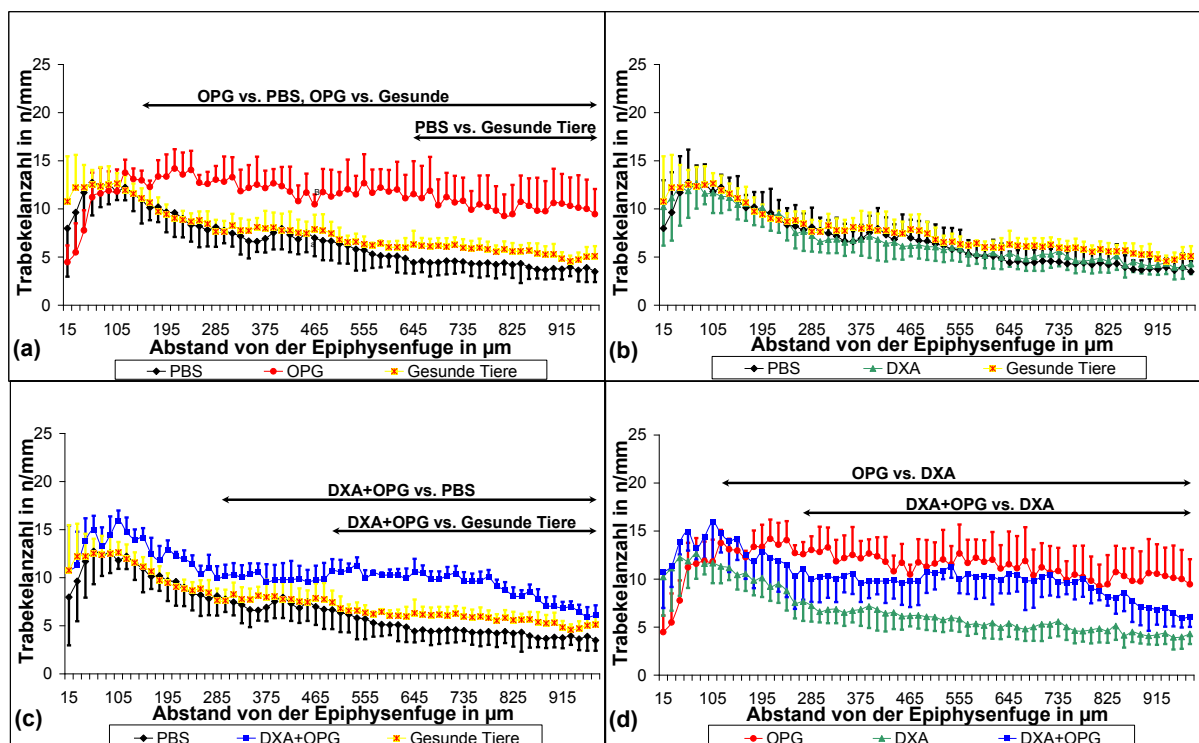 25
20
15
10
5
0
Trabekelanzahl in n/mm
OPG vs. PBS, OPG vs. Gesunde
PBS vs. Gesunde Tiere
15 105 195 285 375 465 555 645 735 825 915
(a)
Abstand von der Epiphysenfuge in µm
PBS OPG Gesunde Tiere
25
20
15
10
5
0
Trabekelanzahl in n/mm
15 105 195 285 375 465 555 645 735 825 915
(b)
Abstand von der Epiphysenfuge in µm
PBS DXA Gesunde Tiere
25
20
15
10
5
0
Trabekelanzahl in n/mm
DXA+OPG vs. PBS
DXA+OPG vs. Gesunde Tiere
15 105 195 285 375 465 555 645 735 825 915
(c)
Abstand von der Epiphysenfuge in µm
PBS DXA+OPG Gesunde Tiere
25
20
15
10
5
0
Trabekelanzahl in n/mm
OPG vs. DXA
DXA+OPG vs. DXA
15 105 195 285 375 465 555 645 735 825 915
(d)
Abstand von der Epiphysenfuge in µm
OPG DXA DXA+OPG